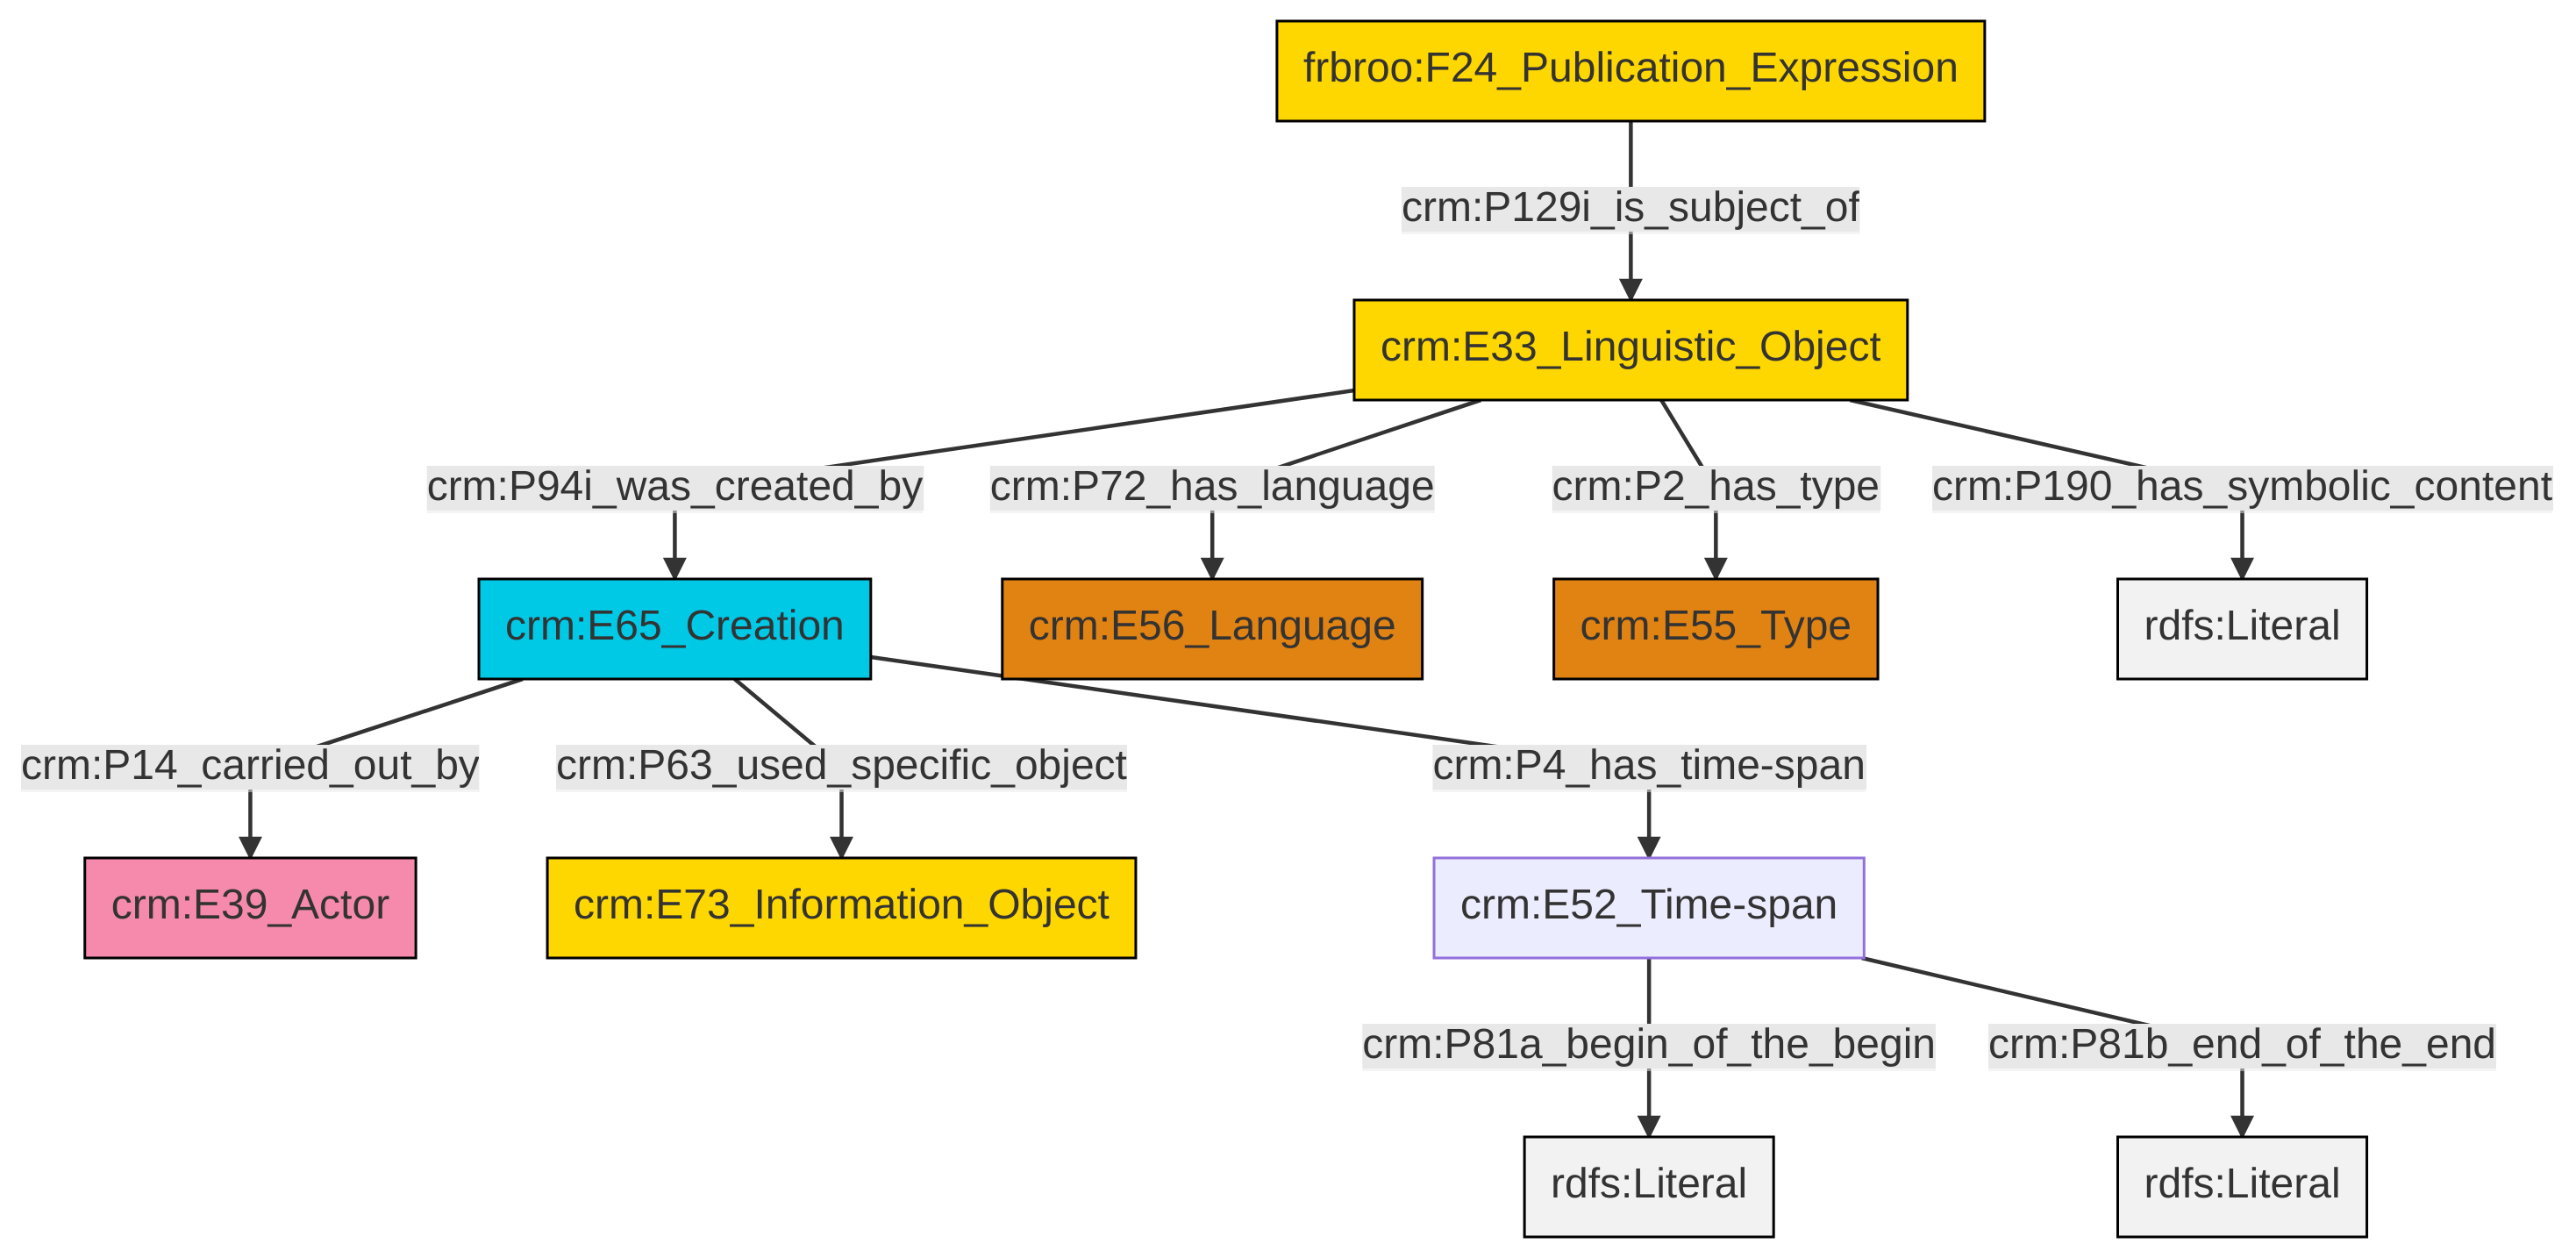 frbroo:F24_Publication_Expression
crm:P129i_is_subject_of
crm:E33_Linguistic_Object
crm:P94i_was_created_by
crm:P72_has_language
crm:P2_has_type
crm:P190_has_symbolic_content
crm:E65_Creation
crm:E56_Language
crm:E55_Type
rdfs:Literal
crm:P14_carried_out_by
crm:P63_used_specific_object
crm:P4_has_time-span
crm:E39_Actor
crm:E73_Information_Object
crm:E52_Time-span
crm:P81a_begin_of_the_begin
crm:P81b_end_of_the_end
rdfs:Literal
rdfs:Literal